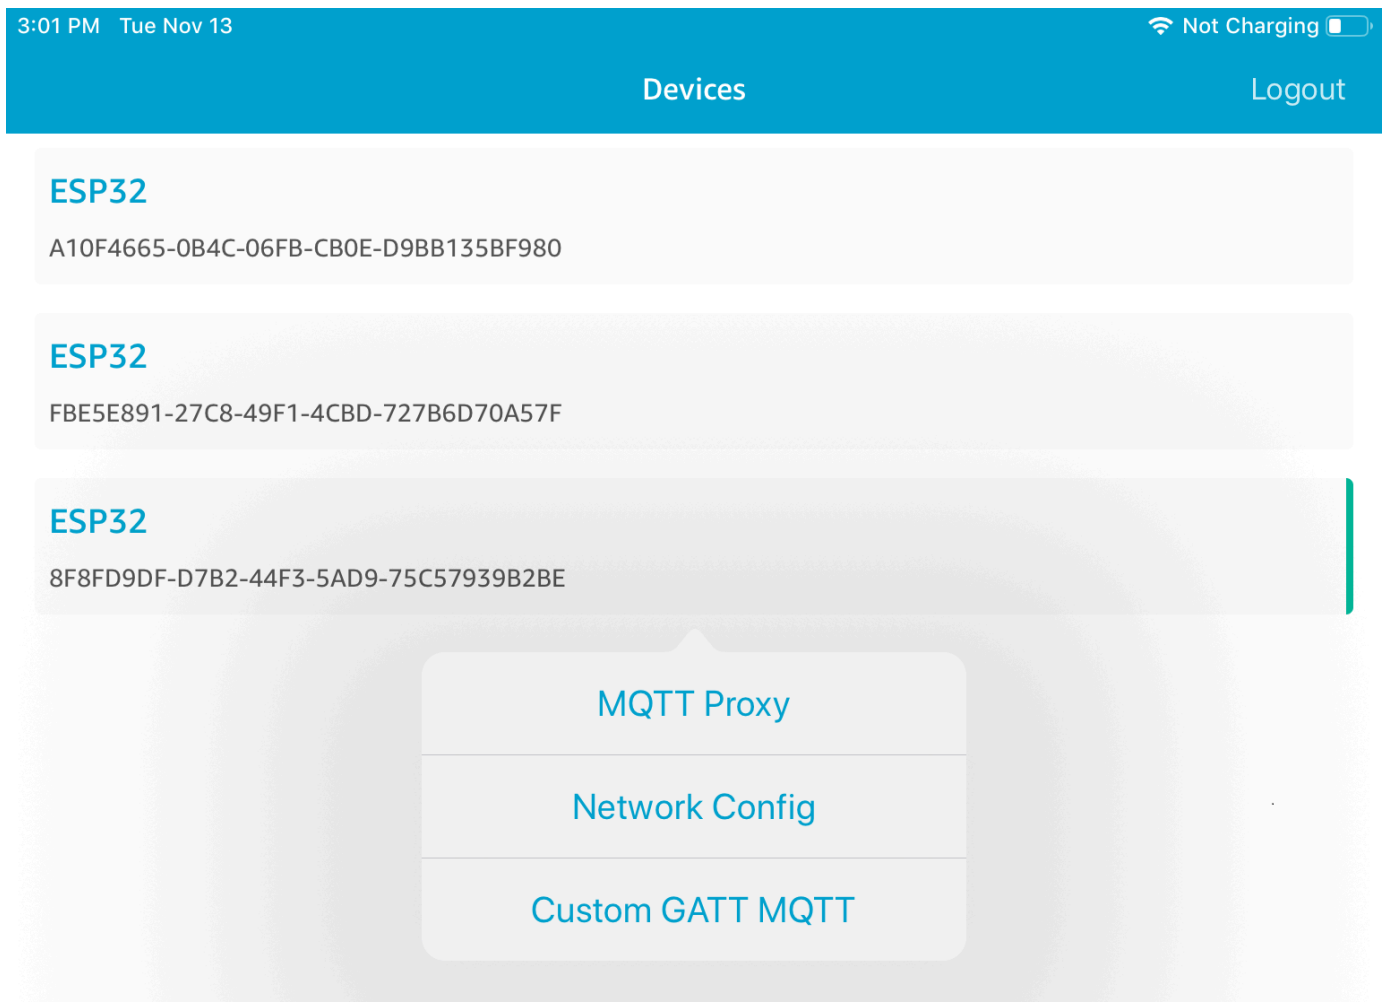 3:01 PM Tue Nov 13 Not Charging
Devices Logout
ESP32
A10F4665-0B4C-06FB-CB0E-D9BB135BF980
ESP32
FBE5E891-27C8-49F1-4CBD-727B6D70A57F
ESP32
8F8FD9DF-D7B2-44F3-5AD9-75C57939B2BE
MQTT Proxy
Network Config
Custom GATT MQTT